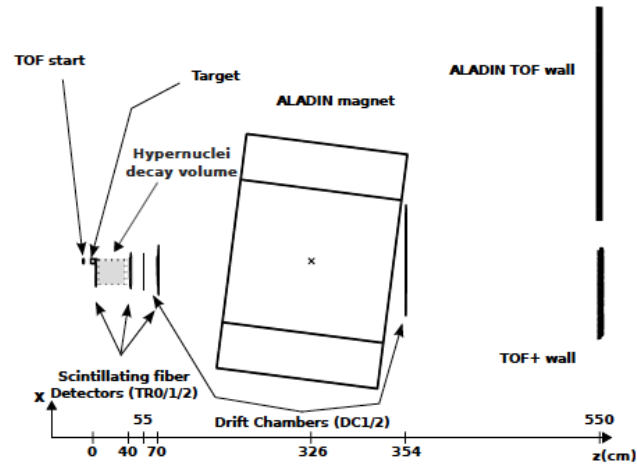 TOF start
Target
ALADIN TOF wall
ALADIN magnet
Hypernuclei
decay volume
×
TOF+ wall
Scintillating fiber
Detectors (TR0/1/2)
x
55
Drift Chambers (DC1/2)
550
0 40 70 326 354 z(cm)